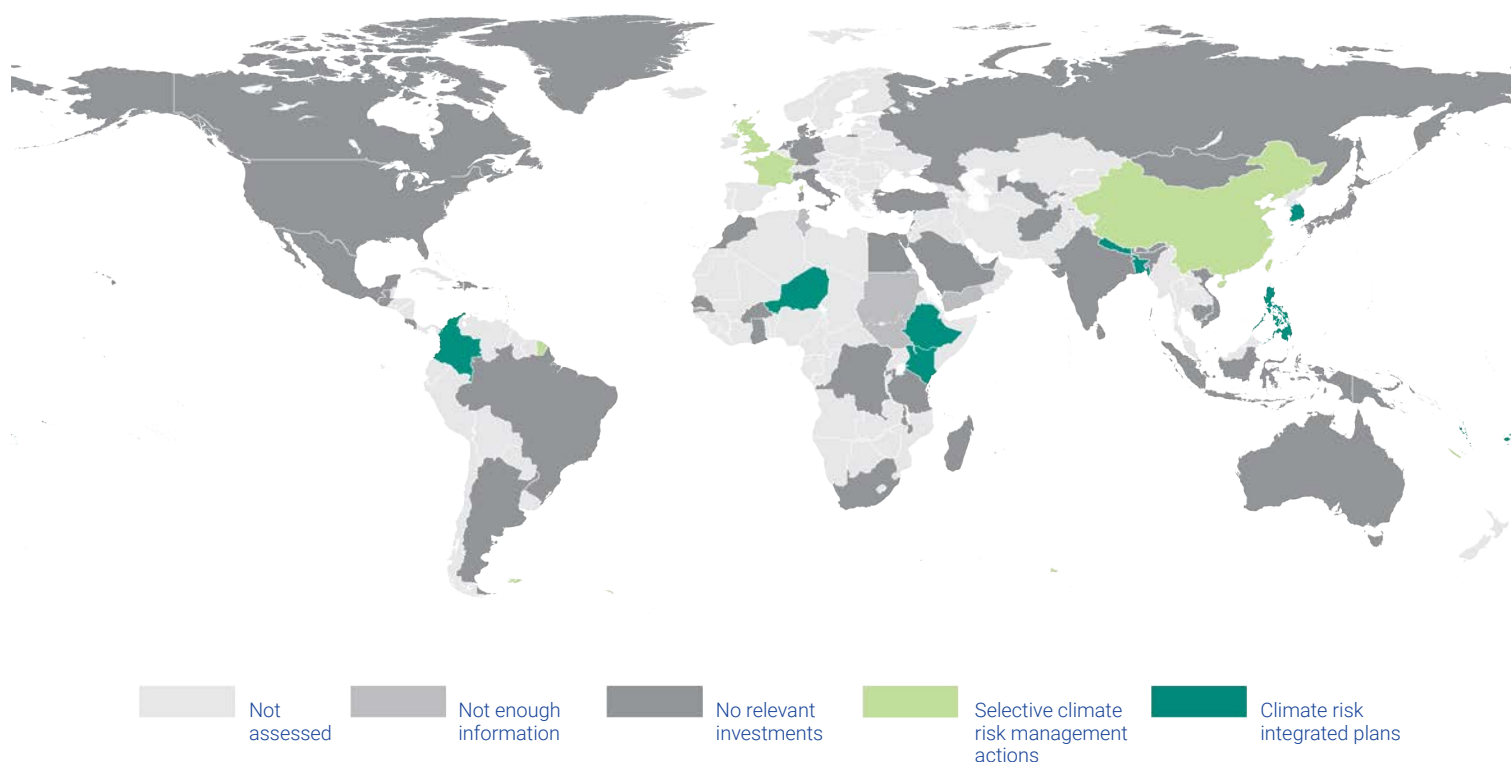 Not
assessed
Not enough
information
No relevant
investments
Selective climate
risk management
actions
Climate risk
integrated plans